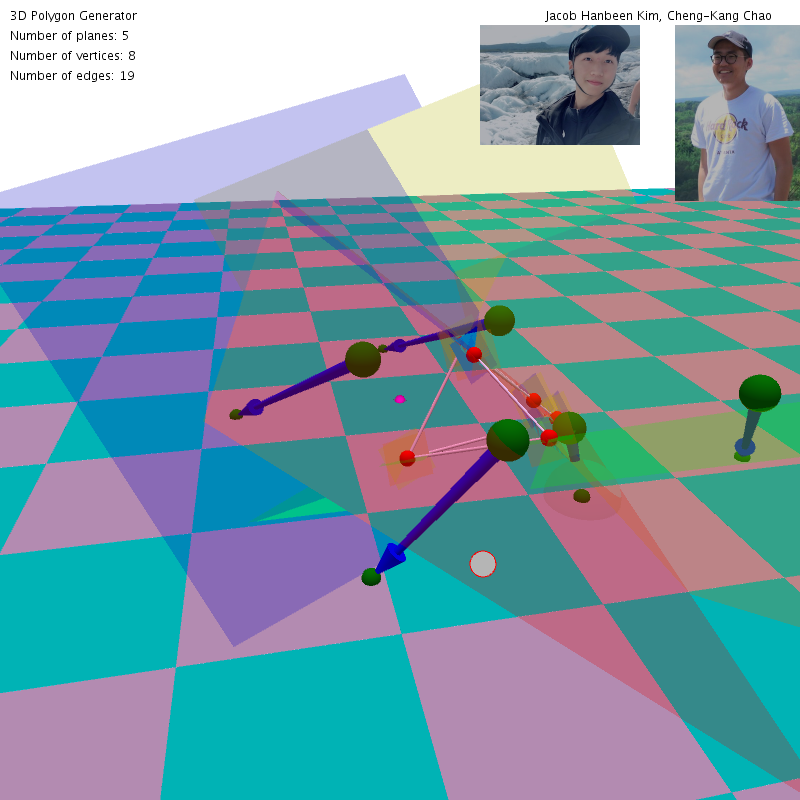 3D Polygon Generator
Jacob Hanbeen Kim, Cheng-Kang Chao
Number of planes: 5
Number of vertices: 8
Number of edges: 19